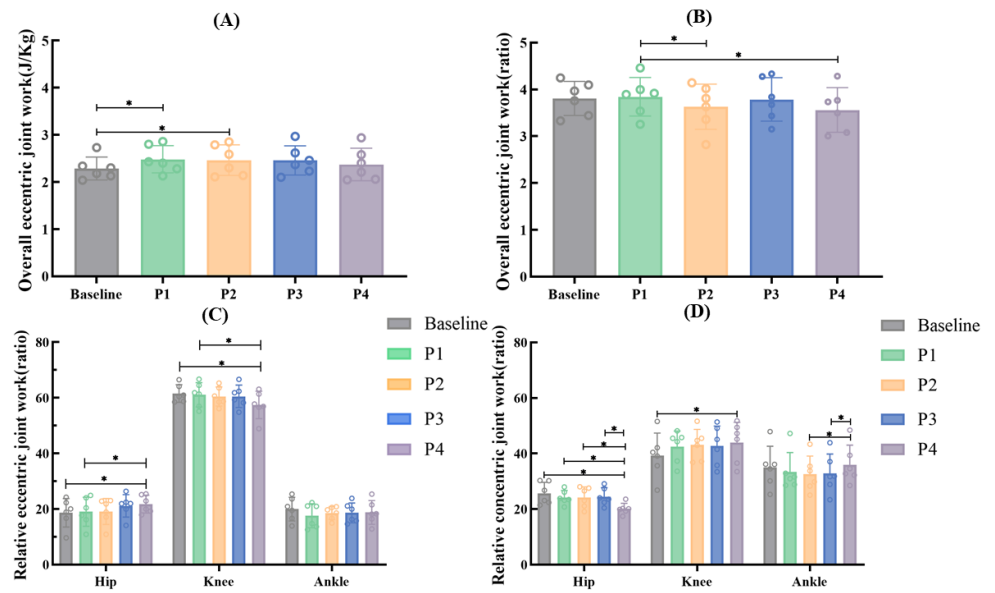 (A)
Overall eccentric joint work(J/Kg)
5
4
3
2
1
0
*
*
Baseline P1 P2 P3 P4
(B)
Overall eccentric joint work(ratio)
5
4
3
2
1
0
*
*
Baseline P1 P2 P3 P4
(C)
Relative eccentric joint work(ratio)
80
60
40
20
0
*
*
*
*
Hip Knee Ankle
Baseline
P1
P2
P3
P4
(D)
Relative concentric joint work(ratio)
80
60
40
20
0
*
*
*
*
*
*
*
Hip Knee Ankle
Baseline
P1
P2
P3
P4